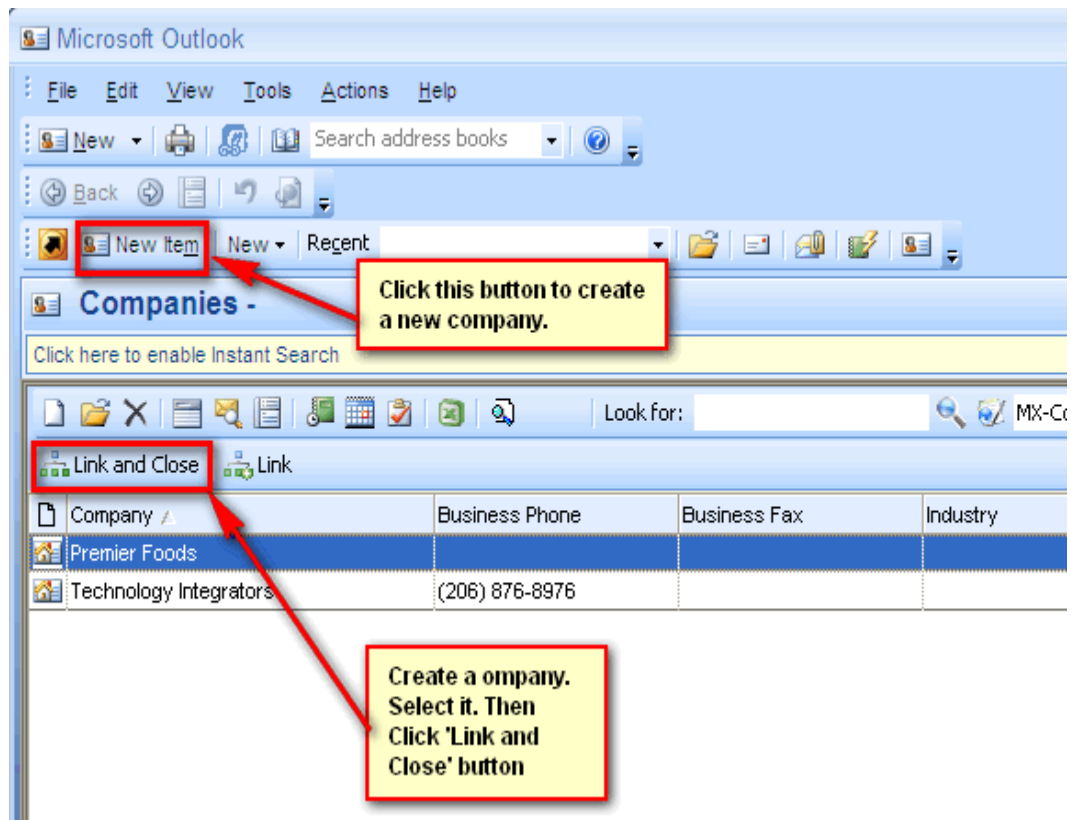 Microsoft Outlook
File Edit View Tools Actions Help
New Search address books
Back
New Item New Recent
Click this button to create
a new company.
Companies -
Click here to enable Instant Search
Look for: MX-Co
Link and Close Link
Company Business Phone Business Fax Industry
Premier Foods
Technology Integrators (206) 876-8976
Create a ompany.
Select it. Then
Click 'Link and
Close' button